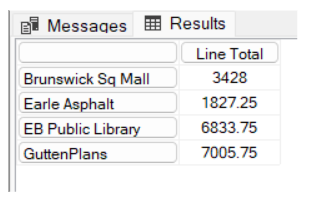 Messages Results
Line Total
Brunswick Sq Mall 3428
Earle Asphalt 1827.25
EB Public Library 6833.75
GuttenPlans 7005.75